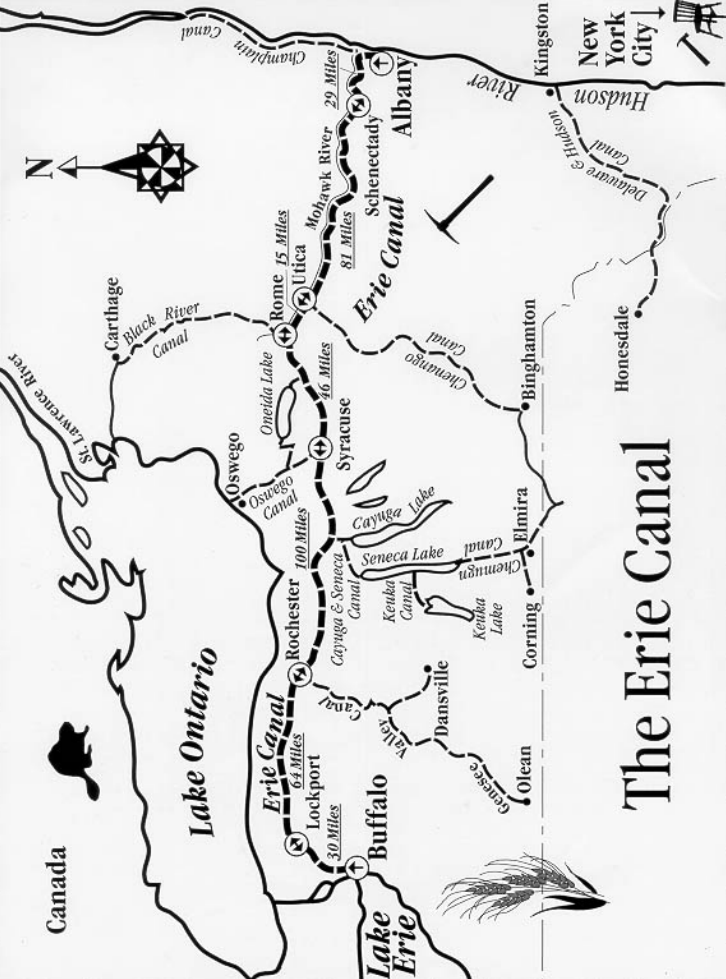 Canada
N
St. Lawrence River
Carthage
Black River
Canal
Champlain
Canal
Lake Ontario
Oswego
Oswego
Canal
Oneida Lake
Rome
15 Miles
Utica
Mohawk River
29 Miles
Erie Canal
64 Miles
Lockport
30 Miles
Buffalo
Lake
Erie
Rochester
100 Miles
Syracuse
46 Miles
81 Miles
Schenectady
Albany
Erie Canal
Cayuga Lake
Seneca Lake
Cayuga & Seneca
Canal
Keuka
Canal
Keuka
Lake
Chemugn
Canal
Genesee
Valley
Canal
Dansville
Olean
Corning
Elmira
Chenango
Canal
Binghamton
Hudson
River
Kingston
Delaware & Hudson
Canal
Honesdale
New
York
City
The Erie Canal